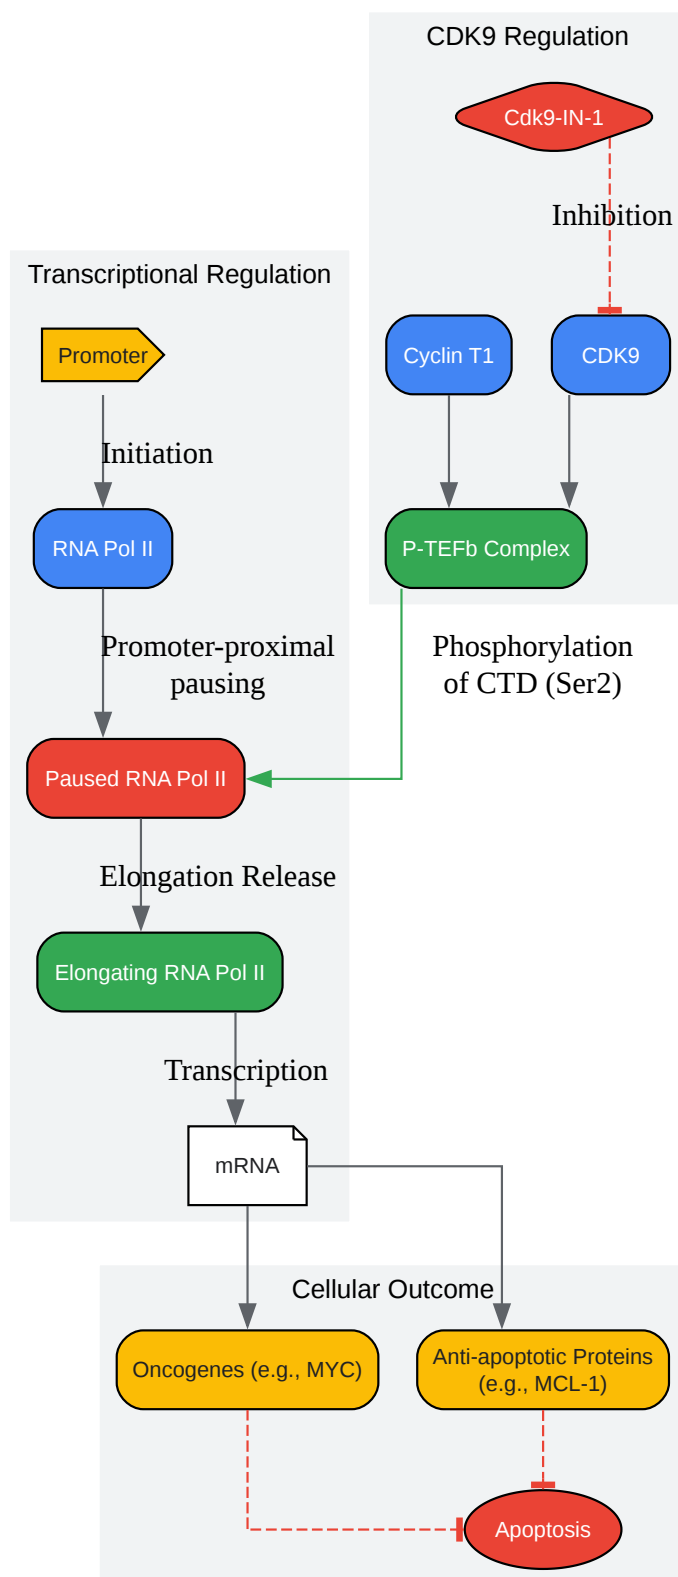 CDK9 Regulation
Cdk9-IN-1
Inhibition
Transcriptional Regulation
Promoter
Cyclin T1
CDK9
Initiation
RNA Pol II
P-TEFb Complex
Promoter-proximal
pausing
Phosphorylation
of CTD (Ser2)
Paused RNA Pol II
Elongation Release
Elongating RNA Pol II
Transcription
mRNA
Cellular Outcome
Oncogenes (e.g., MYC)
Anti-apoptotic Proteins
(e.g., MCL-1)
Apoptosis